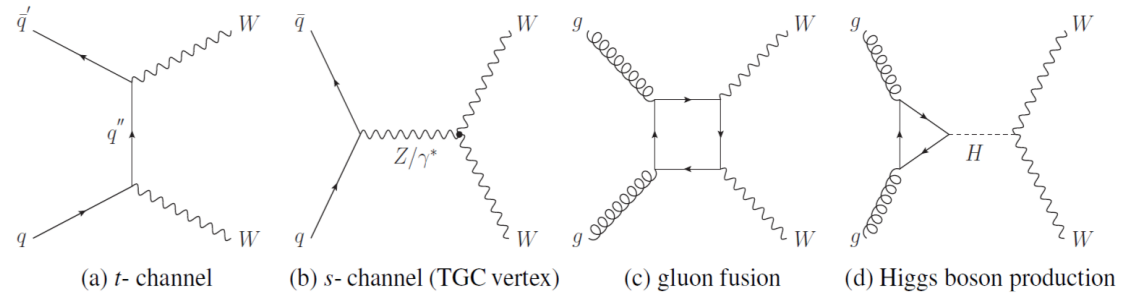 q̄′ W q″ q W
q̄ W Z/γ* q W
g W g W
g W H g W
(a) t- channel
(b) s- channel (TGC vertex)
(c) gluon fusion
(d) Higgs boson production